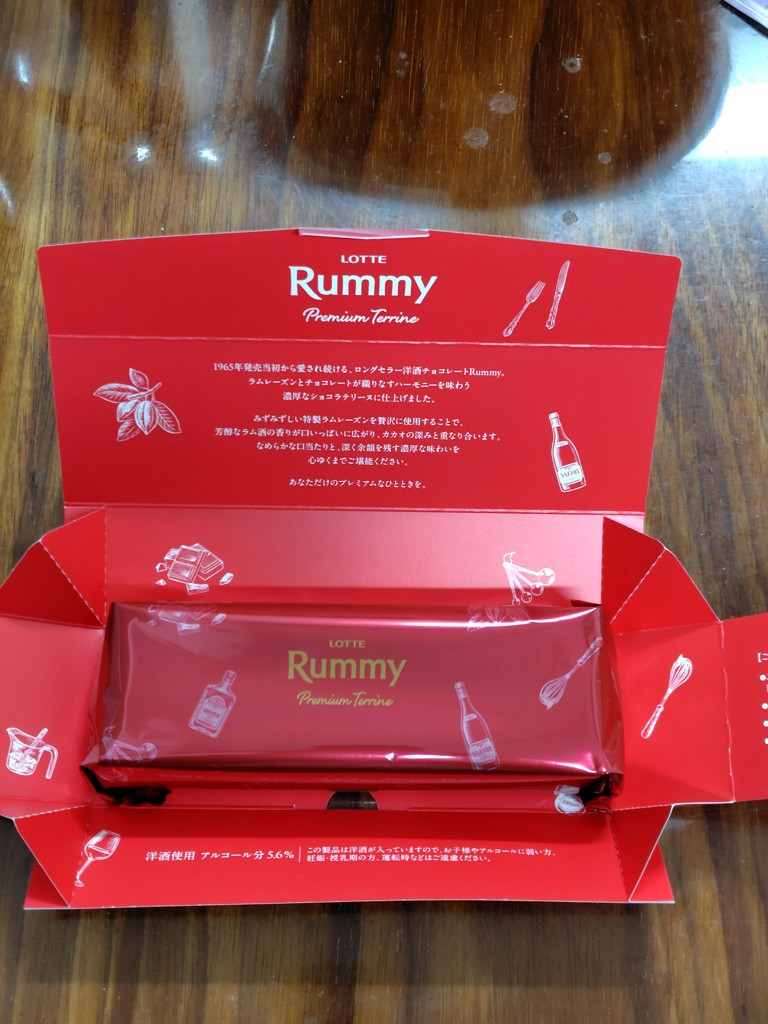 LOTTE
Rummy
Premium Terrine
1965年発売当初から愛され続ける、ロングセラー洋酒チョコレートRummy。
ラムレーズンとチョコレートが織りなすハーモニーを味わう
濃厚なショコラテリーヌに仕上げました。
みずみずしい特製ラムレーズンを贅沢に使用することで、
芳醇なラム酒の香りが口いっぱいに広がり、カカオの深みと重なり合います。
なめらかな口当たりと、深く余韻を残す濃厚な味わいを
心ゆくまでご堪能ください。
あなただけのプレミアムなひとときを。
LOTTE
Rummy
Premium Terrine
洋酒使用 アルコール分 5.6%
この製品は洋酒が入っていますので、お子様やアルコールに弱い方、
妊娠・授乳期の方、運転時などはご遠慮ください。